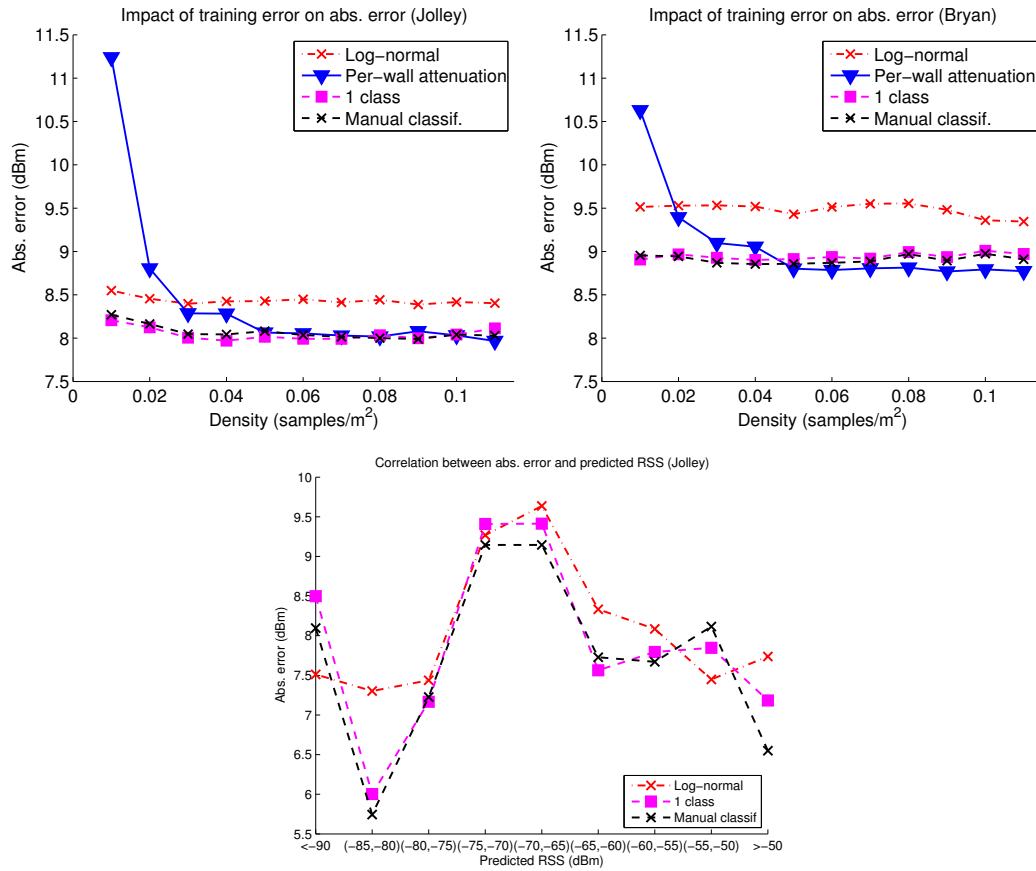 Impact of training error on abs. error (Jolley)
11.5
11
10.5
10
9.5
9
8.5
8
7.5
Abs. error (dBm)
Log−normal
Per−wall attenuation
1 class
Manual classif.
0
0.02
0.04
0.06
0.08
0.1
Density (samples/m²)
Impact of training error on abs. error (Bryan)
11.5
11
10.5
10
9.5
9
8.5
8
7.5
Abs. error (dBm)
Log−normal
Per−wall attenuation
1 class
Manual classif.
0
0.02
0.04
0.06
0.08
0.1
Density (samples/m²)
Correlation between abs. error and predicted RSS (Jolley)
10
9.5
9
8.5
8
7.5
7
6.5
6
5.5
Abs. error (dBm)
Log−normal
1 class
Manual classif
<−90
(−85,−80)
(−80,−75)
(−75,−70)
(−70,−65)
(−65,−60)
(−60,−55)
(−55,−50)
>−50
Predicted RSS (dBm)